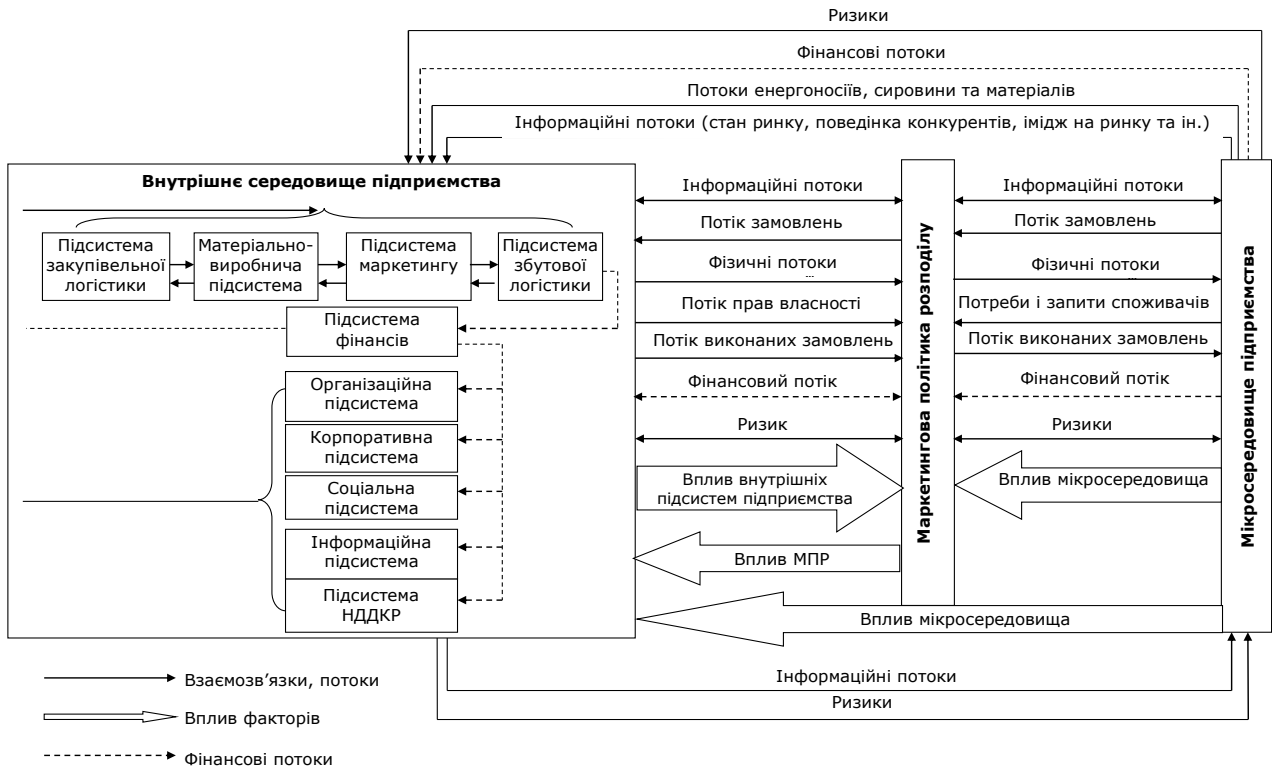 Ризики
Фінансові потоки
Потоки енергоносіїв, сировини та матеріалів
Інформаційні потоки (стан ринку, поведінка конкурентів, імідж на ринку та ін.)
Внутрішнє середовище підприємства
Підсистема
закупівельної
логістики
Матеріально-
виробнича
підсистема
Підсистема
маркетингу
Підсистема
збутової
логістики
Підсистема
фінансів
Організаційна
підсистема
Корпоративна
підсистема
Соціальна
підсистема
Інформаційна
підсистема
Підсистема
НДДКР
Інформаційні потоки
Потік замовлень
Фізичні потоки
...
Потік прав власності
Потік виконаних замовлень
Фінансовий потік
Ризик
Вплив внутрішніх
підсистем підприємства
Вплив МПР
Маркетингова політика розподілу
Інформаційні потоки
Потік замовлень
Фізичні потоки
Потреби і запити споживачів
Потік виконаних замовлень
Фінансовий потік
Ризики
Вплив мікросередовища
Мікросередовище підприємства
Вплив мікросередовища
Інформаційні потоки
Ризики
Взаємозв’язки, потоки
Вплив факторів
Фінансові потоки